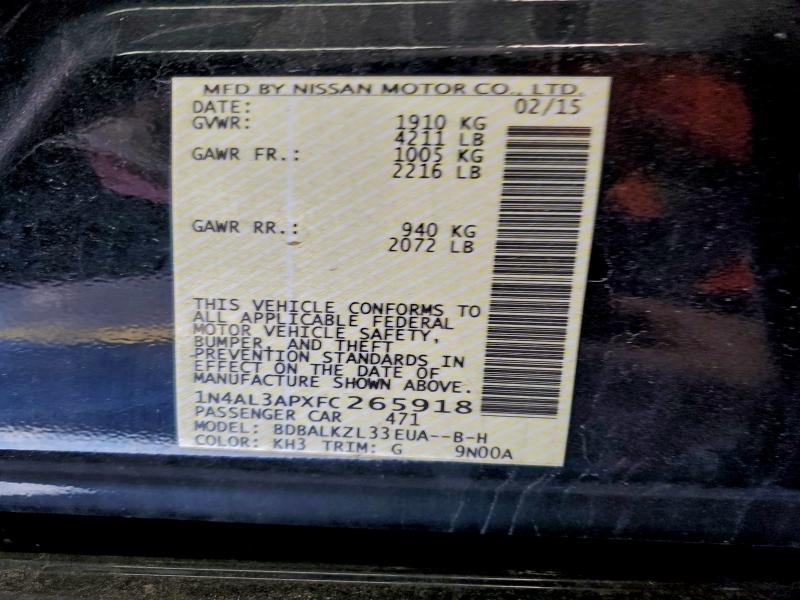 MFD BY NISSAN MOTOR CO., LTD.
DATE: 02/15
GVWR: 1910 KG
4211 LB
GAWR FR.: 1005 KG
2216 LB
GAWR RR.: 940 KG
2072 LB
THIS VEHICLE CONFORMS TO
ALL APPLICABLE FEDERAL
MOTOR VEHICLE SAFETY,
BUMPER, AND THEFT
PREVENTION STANDARDS IN
EFFECT ON THE DATE OF
MANUFACTURE SHOWN ABOVE.
1N4AL3APXFC265918
PASSENGER CAR 471
MODEL: BDBALKZL33EUA--B-H
COLOR: KH3 TRIM: G 9N00A